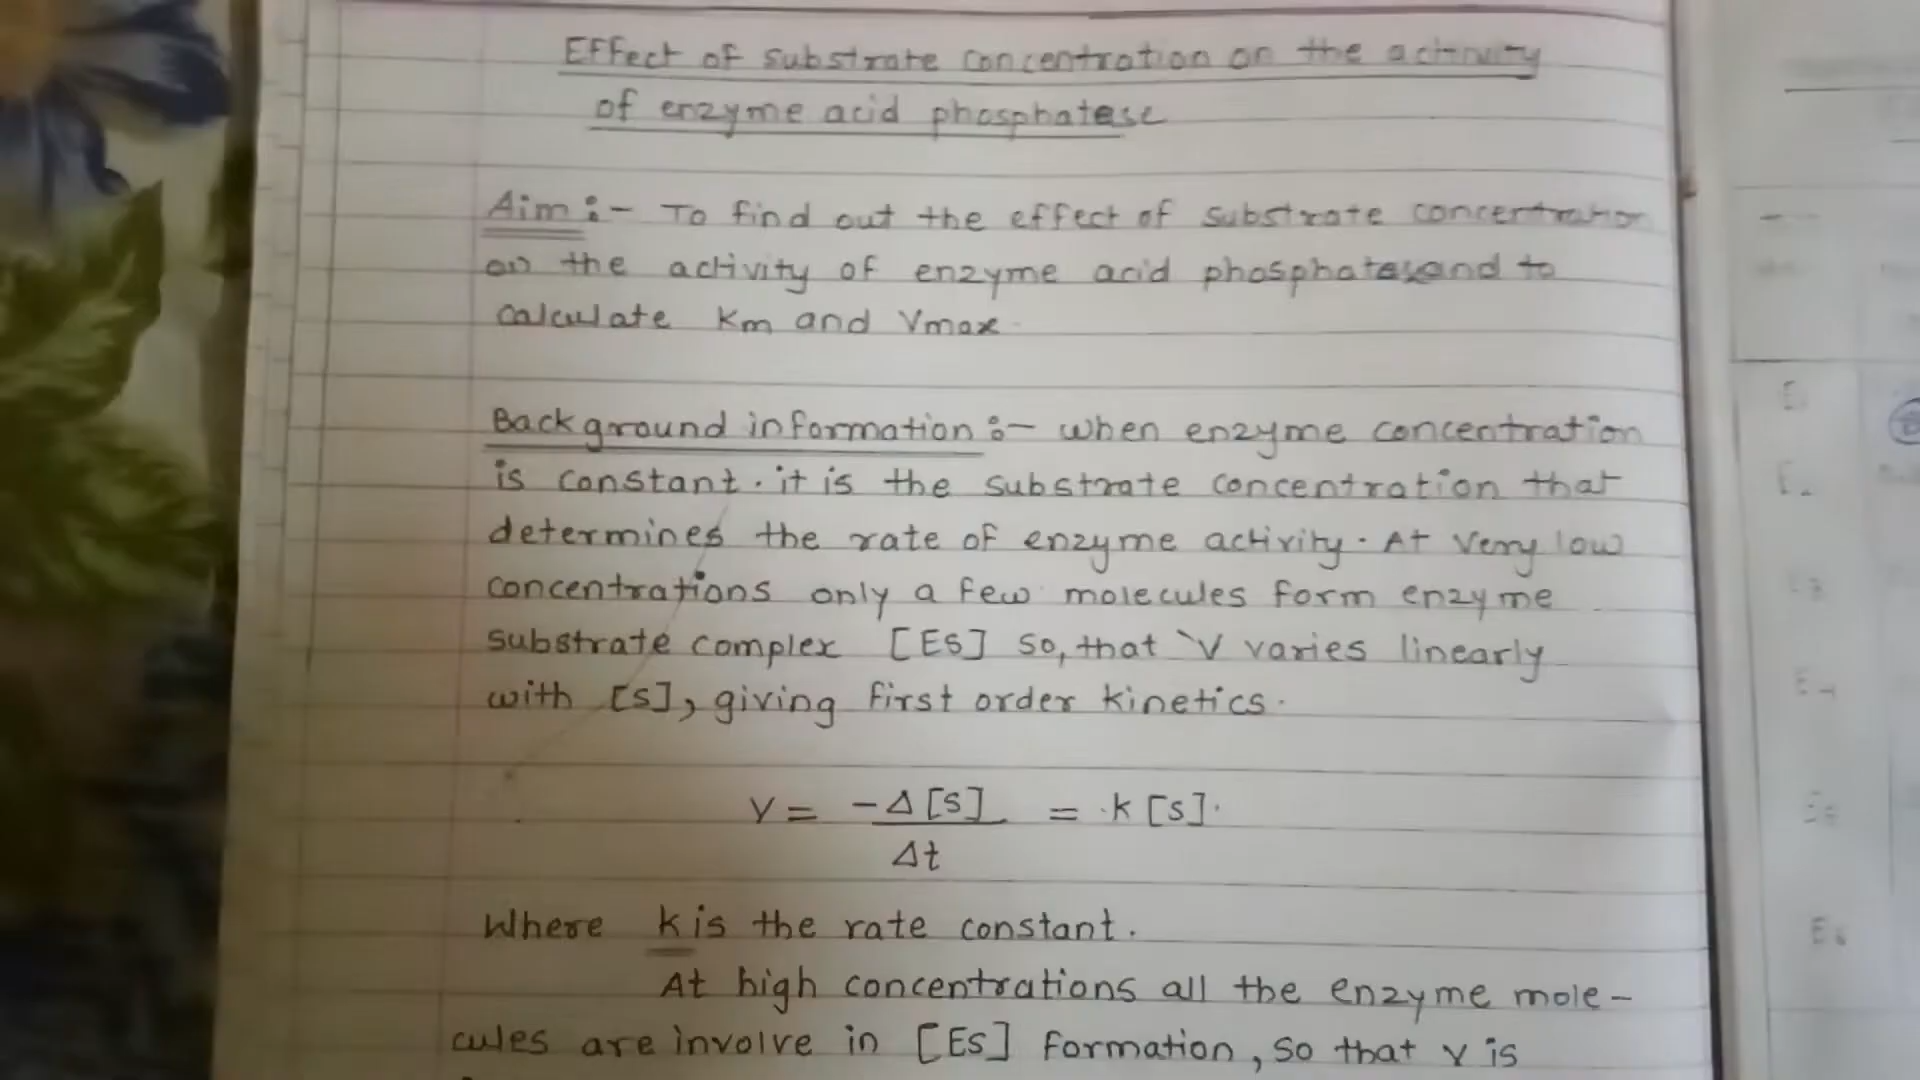 Effect of substrate concentration on the activity
of enzyme acid phosphatase
Aim :- To find out the effect of substrate concentration
on the activity of enzyme acid phosphatase and to
calculate Km and Vmax.
Background information :- when enzyme concentration
is constant. it is the substrate concentration that
determines the rate of enzyme activity. At very low
concentrations only a few molecules form enzyme
substrate complex [ES] so, that V varies linearly
with [S], giving first order kinetics.
V = -Δ[S] = k[S].
Δt
Where k is the rate constant.
At high concentrations all the enzyme mole-
cules are involve in [ES] formation, so that V is